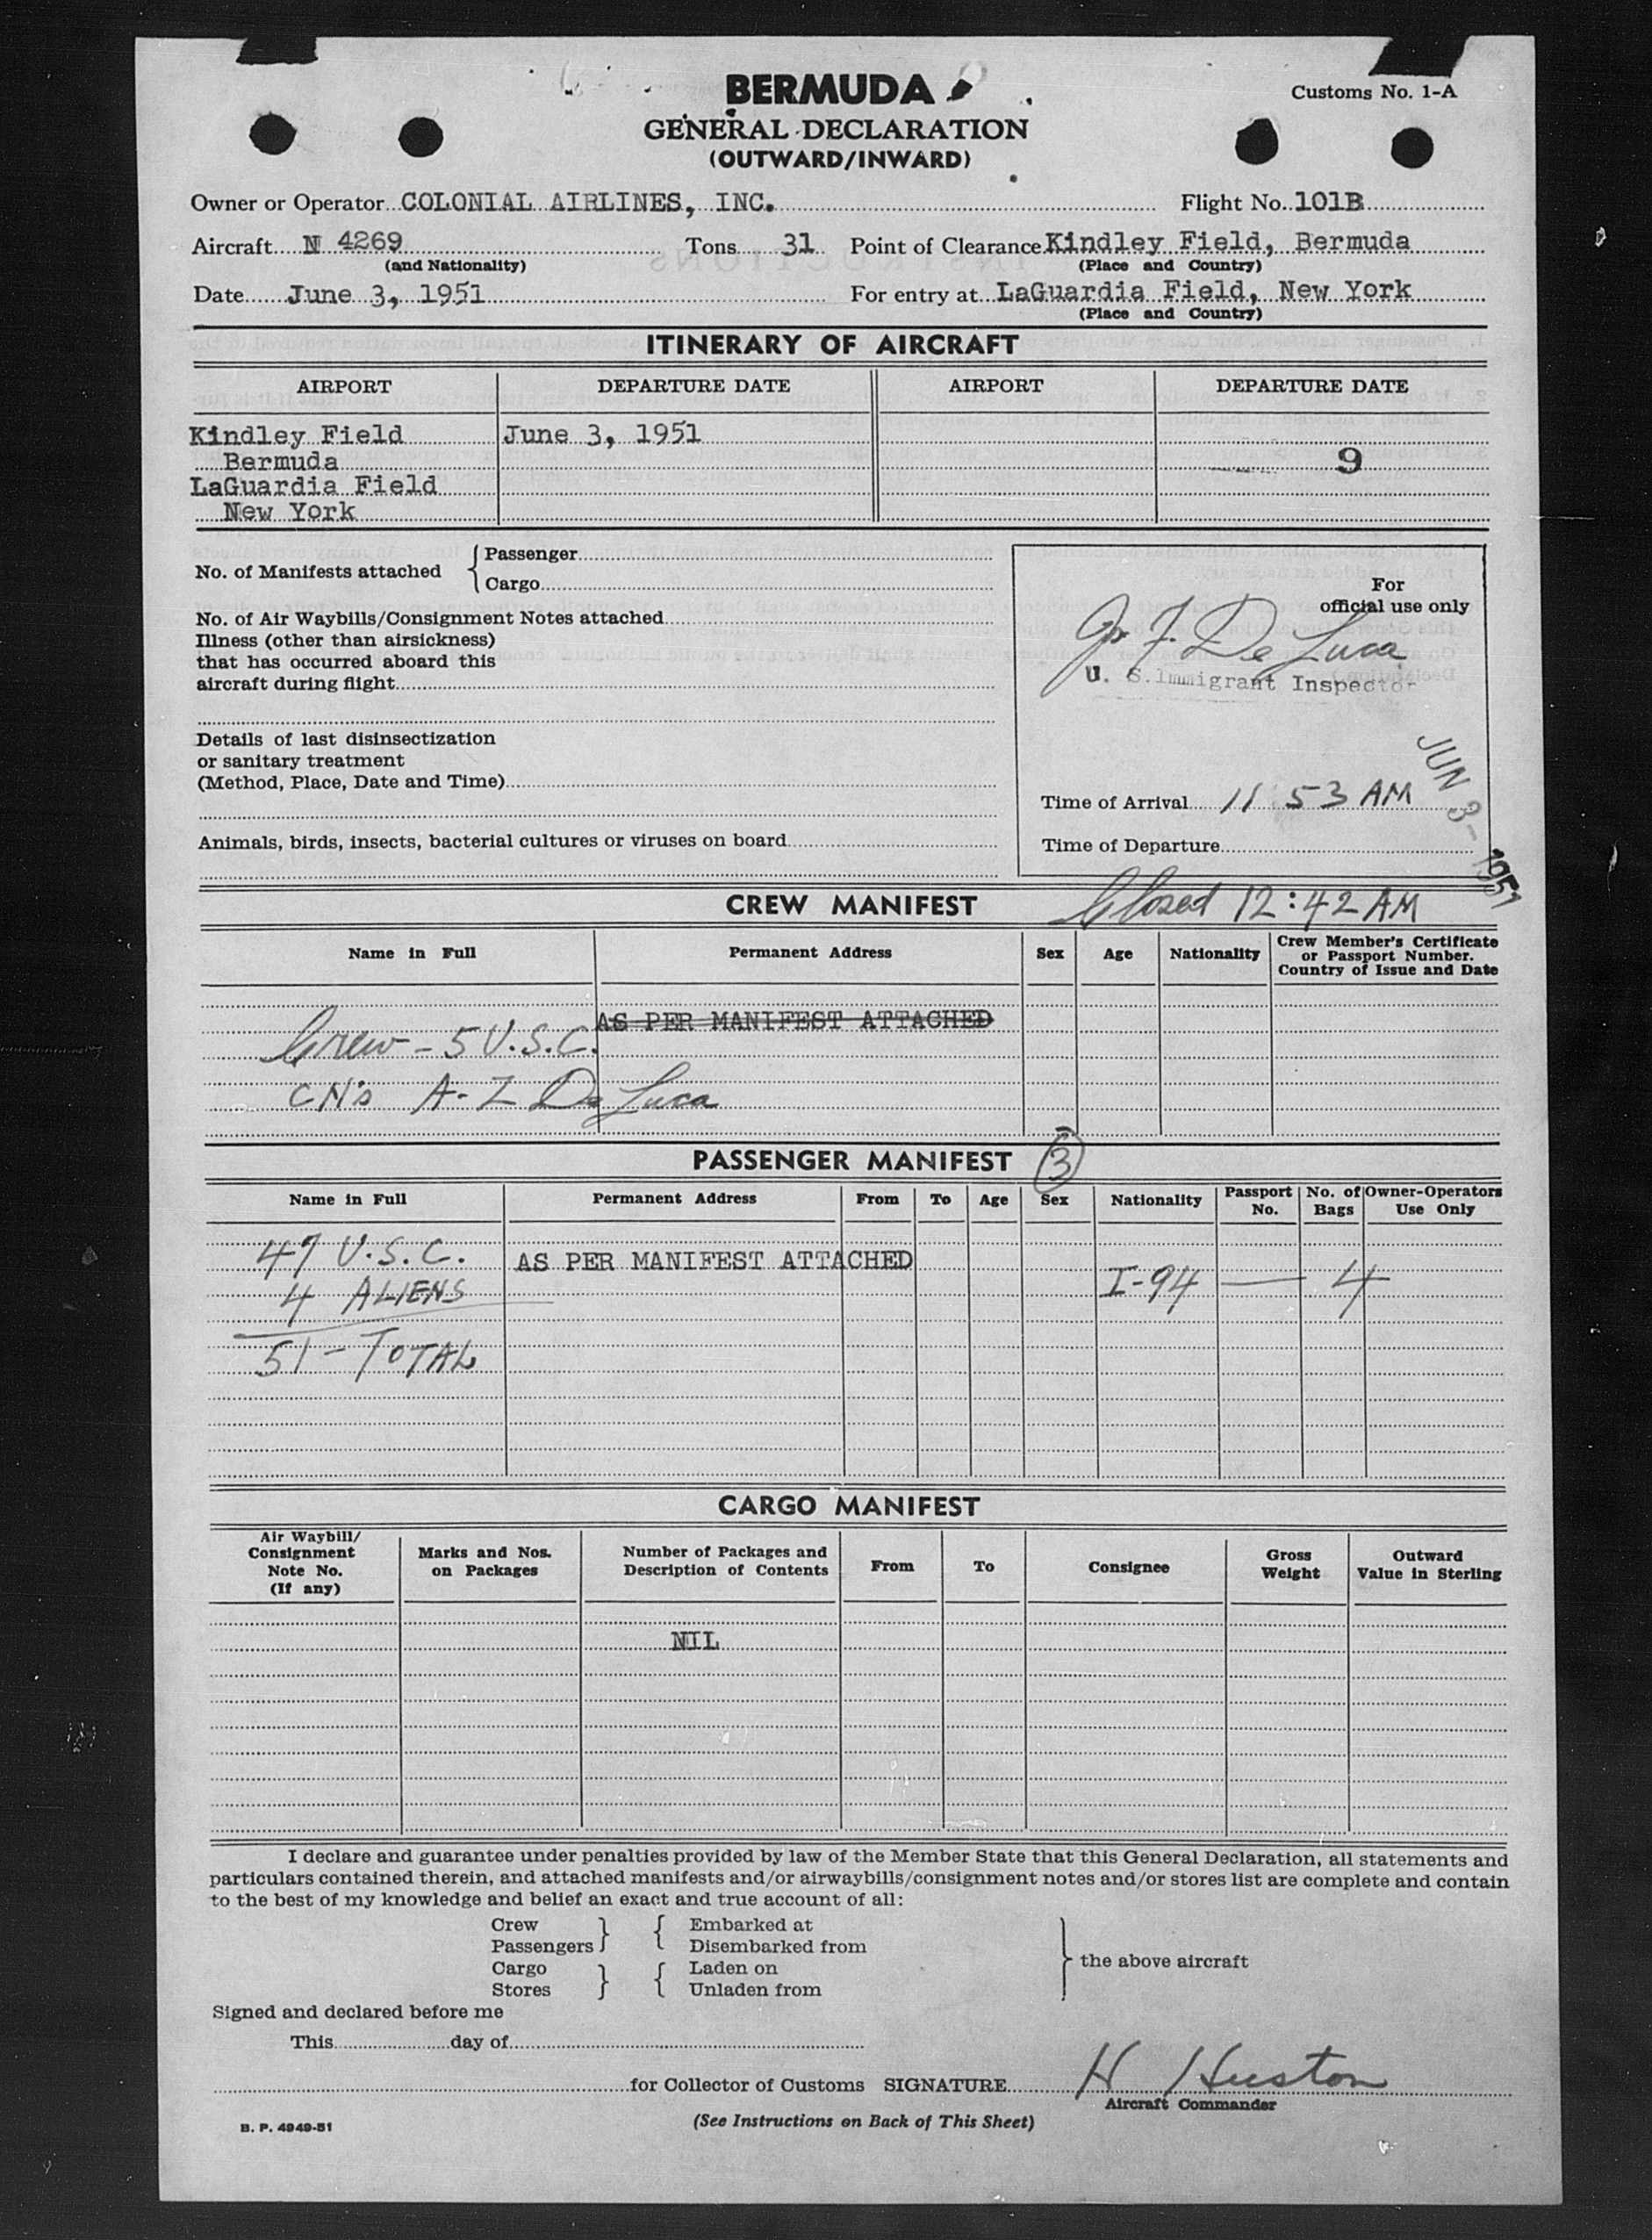 BERMUDA
Customs No. 1-A
GENERAL DECLARATION
(OUTWARD/INWARD)
Owner or Operator COLONIAL AIRLINES, INC. Flight No. 101B
Aircraft N 4269 Tons 31 Point of Clearance Kindley Field, Bermuda
(and Nationality) (Place and Country)
Date June 3, 1951 For entry at LaGuardia Field, New York
(Place and Country)
ITINERARY OF AIRCRAFT
AIRPORT DEPARTURE DATE AIRPORT DEPARTURE DATE
Kindley Field June 3, 1951
Bermuda 9
LaGuardia Field
New York
No. of Manifests attached { Passenger
Cargo
For
official use only
No. of Air Waybills/Consignment Notes attached
Illness (other than airsickness)
that has occurred aboard this
aircraft during flight
De Luca
U. S. Immigrant Inspector
Details of last disinsectization
or sanitary treatment
(Method, Place, Date and Time)
JUN 3- 1951
Time of Arrival 11 53 AM
Animals, birds, insects, bacterial cultures or viruses on board
Time of Departure
CREW MANIFEST Closed 12:42 AM
Name in Full Permanent Address Sex Age Nationality Crew Member's Certificate
or Passport Number.
Country of Issue and Date
AS PER MANIFEST ATTACHED
Crew - 5 U.S.C.
CN's A-Z De Luca
PASSENGER MANIFEST 3
Name in Full Permanent Address From To Age Sex Nationality Passport No. No. of Bags Owner-Operators Use Only
47 U.S.C. AS PER MANIFEST ATTACHED
4 ALIENS I-94 — 4
51 - TOTAL
CARGO MANIFEST
Air Waybill/
Consignment
Note No.
(If any)
Marks and Nos.
on Packages
Number of Packages and
Description of Contents
From To Consignee
Gross
Weight
Outward
Value in Sterling
NIL
I declare and guarantee under penalties provided by law of the Member State that this General Declaration, all statements and
particulars contained therein, and attached manifests and/or airwaybills/consignment notes and/or stores list are complete and contain
to the best of my knowledge and belief an exact and true account of all:
Crew } { Embarked at
Passengers Disembarked from
} the above aircraft
Cargo } { Laden on
Stores Unladen from
Signed and declared before me
This day of
for Collector of Customs SIGNATURE H Huston
Aircraft Commander
B. P. 4949-51
(See Instructions on Back of This Sheet)